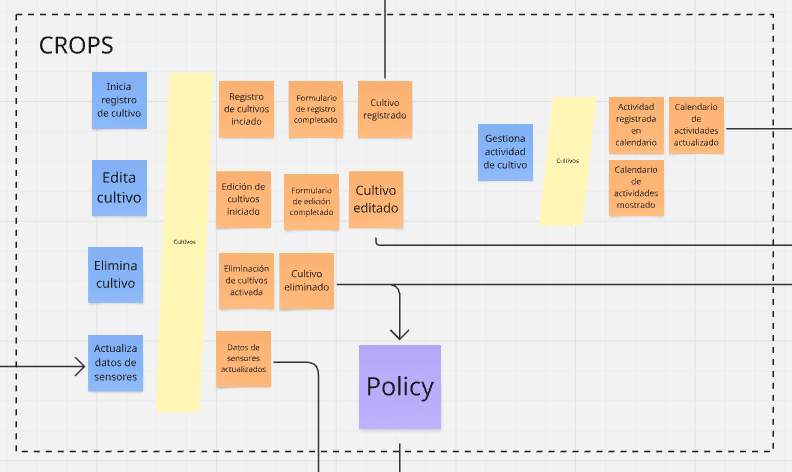 CROPS
Inicia
registro
de cultivo
Registro
de cultivos
inciado
Formulario
de registro
completado
Cultivo
registrado
Edita
cultivo
Edición de
cultivos
iniciado
Formulario
de edición
completado
Cultivo
editado
Cultivos
Elimina
cultivo
Eliminación
de cultivos
activada
Cultivo
eliminado
Actualiza
datos de
sensores
Datos de
sensores
actualizados
Policy
Gestiona
actividad
de cultivo
Cultivos
Actividad
registrada
en
calendario
Calendario
de
actividades
actualizado
Calendario
de
actividades
mostrado